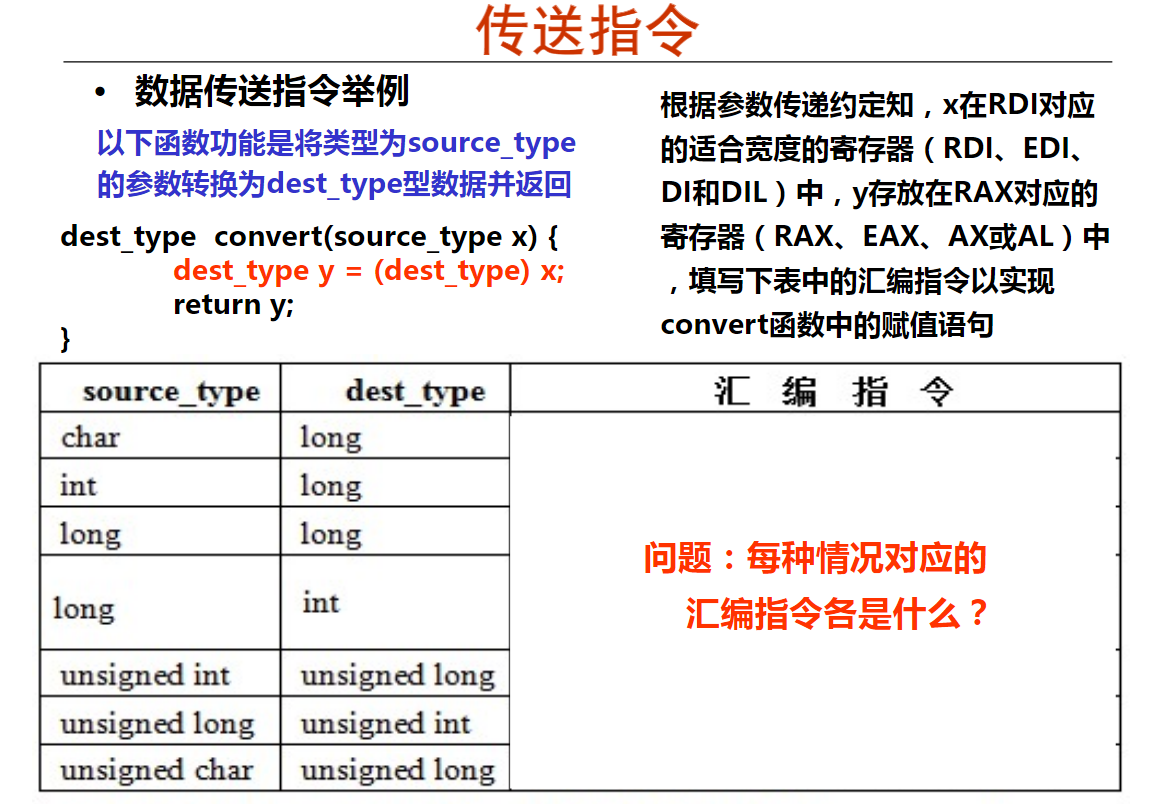 传送指令
• 数据传送指令举例
以下函数功能是将类型为source_type
的参数转换为dest_type型数据并返回
dest_type convert(source_type x) {
dest_type y = (dest_type) x;
return y;
}
根据参数传递约定知，x在RDI对应
的适合宽度的寄存器（RDI、EDI、
DI和DIL）中，y存放在RAX对应的
寄存器（RAX、EAX、AX或AL）中
，填写下表中的汇编指令以实现
convert函数中的赋值语句
source_type dest_type 汇 编 指 令
char long
int long
long long
long int
unsigned int unsigned long
unsigned long unsigned int
unsigned char unsigned long
问题：每种情况对应的
汇编指令各是什么？